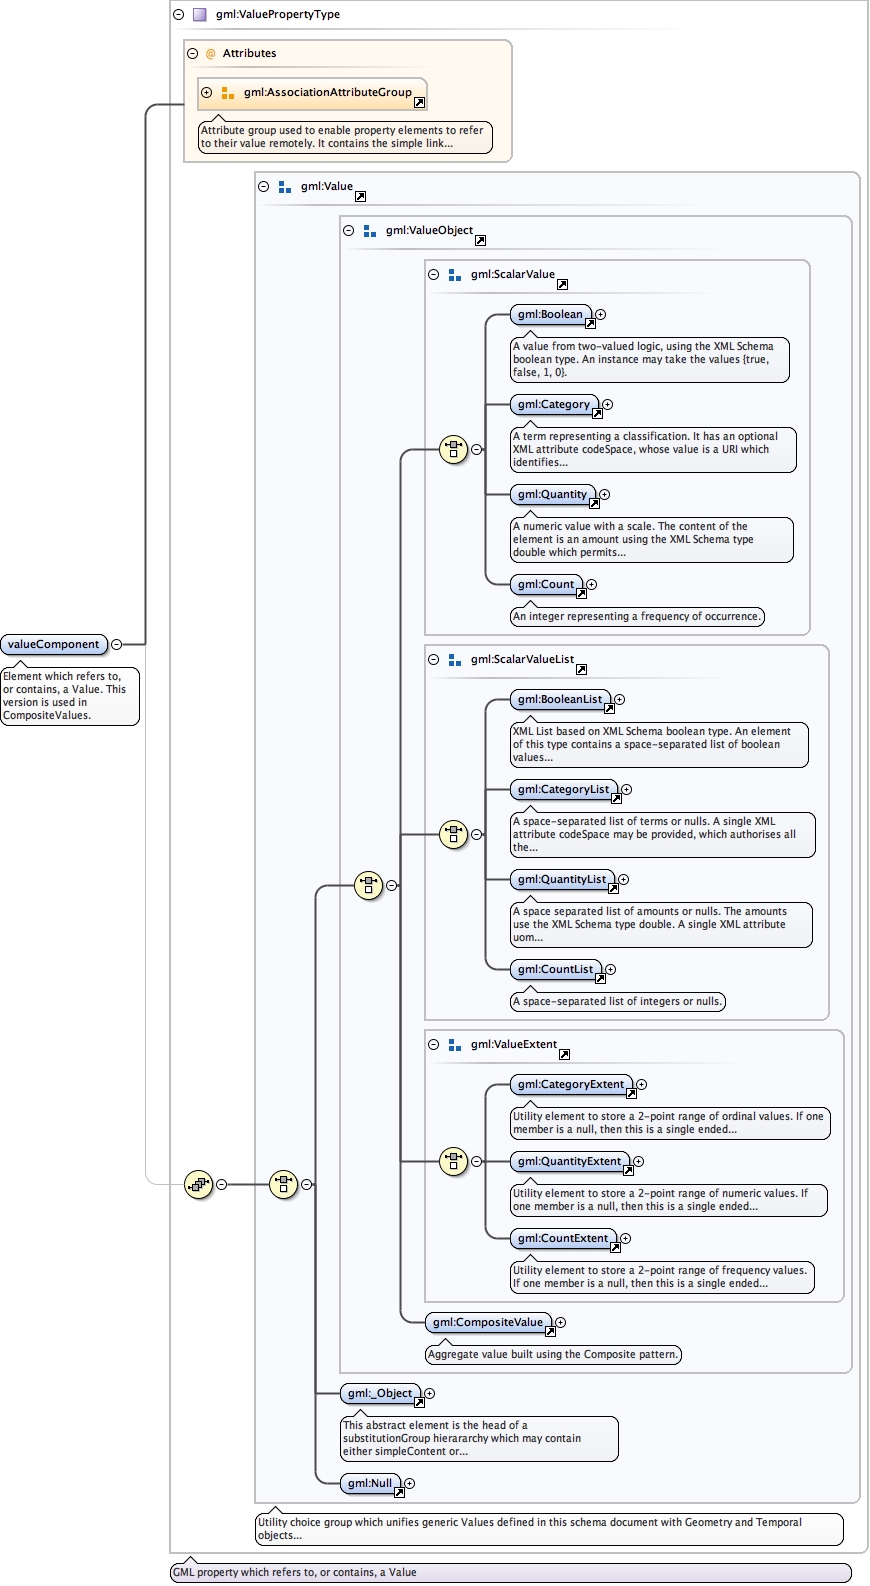 gml:ValuePropertyType
@ Attributes
gml:AssociationAttributeGroup
Attribute group used to enable property elements to refer
to their value remotely. It contains the simple link...
gml:Value
gml:ValueObject
gml:ScalarValue
gml:Boolean
A value from two-valued logic, using the XML Schema
boolean type. An instance may take the values {true,
false, 1, 0}.
gml:Category
A term representing a classification. It has an optional
XML attribute codeSpace, whose value is a URI which
identifies...
gml:Quantity
A numeric value with a scale. The content of the
element is an amount using the XML Schema type
double which permits...
gml:Count
An integer representing a frequency of occurrence.
valueComponent
Element which refers to,
or contains, a Value. This
version is used in
CompositeValues.
gml:ScalarValueList
gml:BooleanList
XML List based on XML Schema boolean type. An element
of this type contains a space-separated list of boolean
values...
gml:CategoryList
A space-separated list of terms or nulls. A single XML
attribute codeSpace may be provided, which authorises all
the...
gml:QuantityList
A space separated list of amounts or nulls. The amounts
use the XML Schema type double. A single XML attribute
uom...
gml:CountList
A space-separated list of integers or nulls.
gml:ValueExtent
gml:CategoryExtent
Utility element to store a 2-point range of ordinal values. If one
member is a null, then this is a single ended...
gml:QuantityExtent
Utility element to store a 2-point range of numeric values. If
one member is a null, then this is a single ended...
gml:CountExtent
Utility element to store a 2-point range of frequency values.
If one member is a null, then this is a single ended...
gml:CompositeValue
Aggregate value built using the Composite pattern.
gml:_Object
This abstract element is the head of a
substitutionGroup hierararchy which may contain
either simpleContent or...
gml:Null
Utility choice group which unifies generic Values defined in this schema document with Geometry and Temporal
objects...
GML property which refers to, or contains, a Value